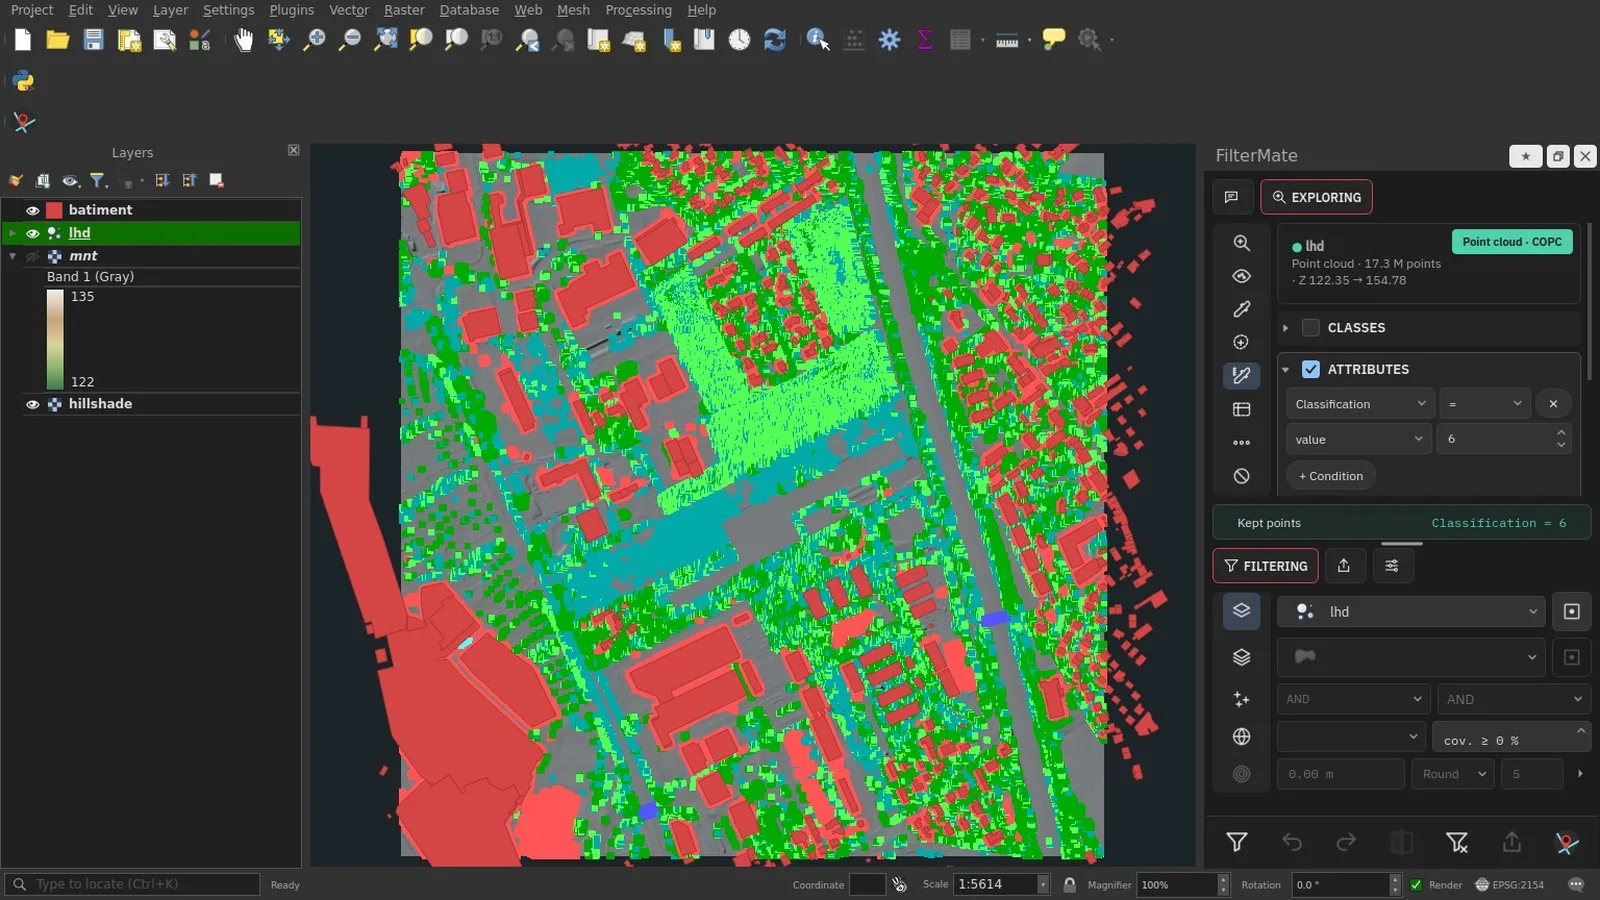 Project Edit View Layer Settings Plugins Vector Raster Database Web Mesh Processing Help
Layers
batiment
lhd
mnt
Band 1 (Gray)
135
122
hillshade
FilterMate
EXPLORING
lhd
Point cloud · COPC
Point cloud · 17.3 M points
· Z 122.35 → 154.78
CLASSES
ATTRIBUTES
Classification =
value 6
+ Condition
Kept points Classification = 6
FILTERING
lhd
AND AND
cov. ≥ 0 %
0.00 m Round 5
Type to locate (Ctrl+K) Ready Coordinate Scale 1:5614 Magnifier 100% Rotation 0.0 ° Render EPSG:2154